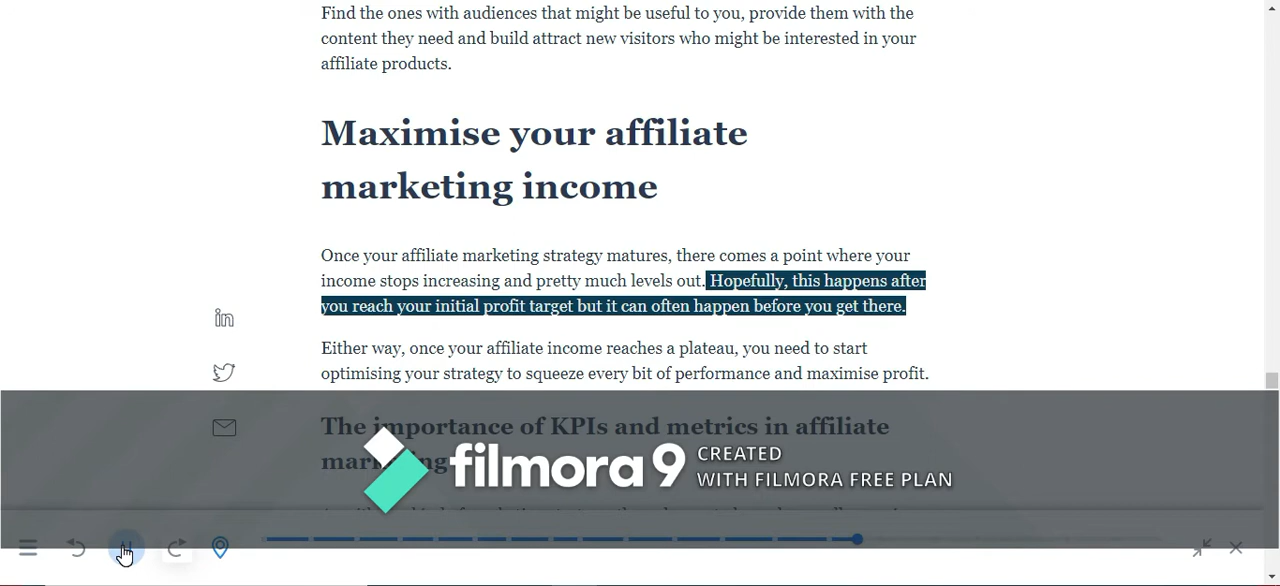 Find the ones with audiences that might be useful to you, provide them with the
content they need and build attract new visitors who might be interested in your
affiliate products.
Maximise your affiliate
marketing income
Once your affiliate marketing strategy matures, there comes a point where your
income stops increasing and pretty much levels out. Hopefully, this happens after
you reach your initial profit target but it can often happen before you get there.
Either way, once your affiliate income reaches a plateau, you need to start
optimising your strategy to squeeze every bit of performance and maximise profit.
The importance of KPIs and metrics in affiliate
marketing
filmora9 CREATED
WITH FILMORA FREE PLAN
in